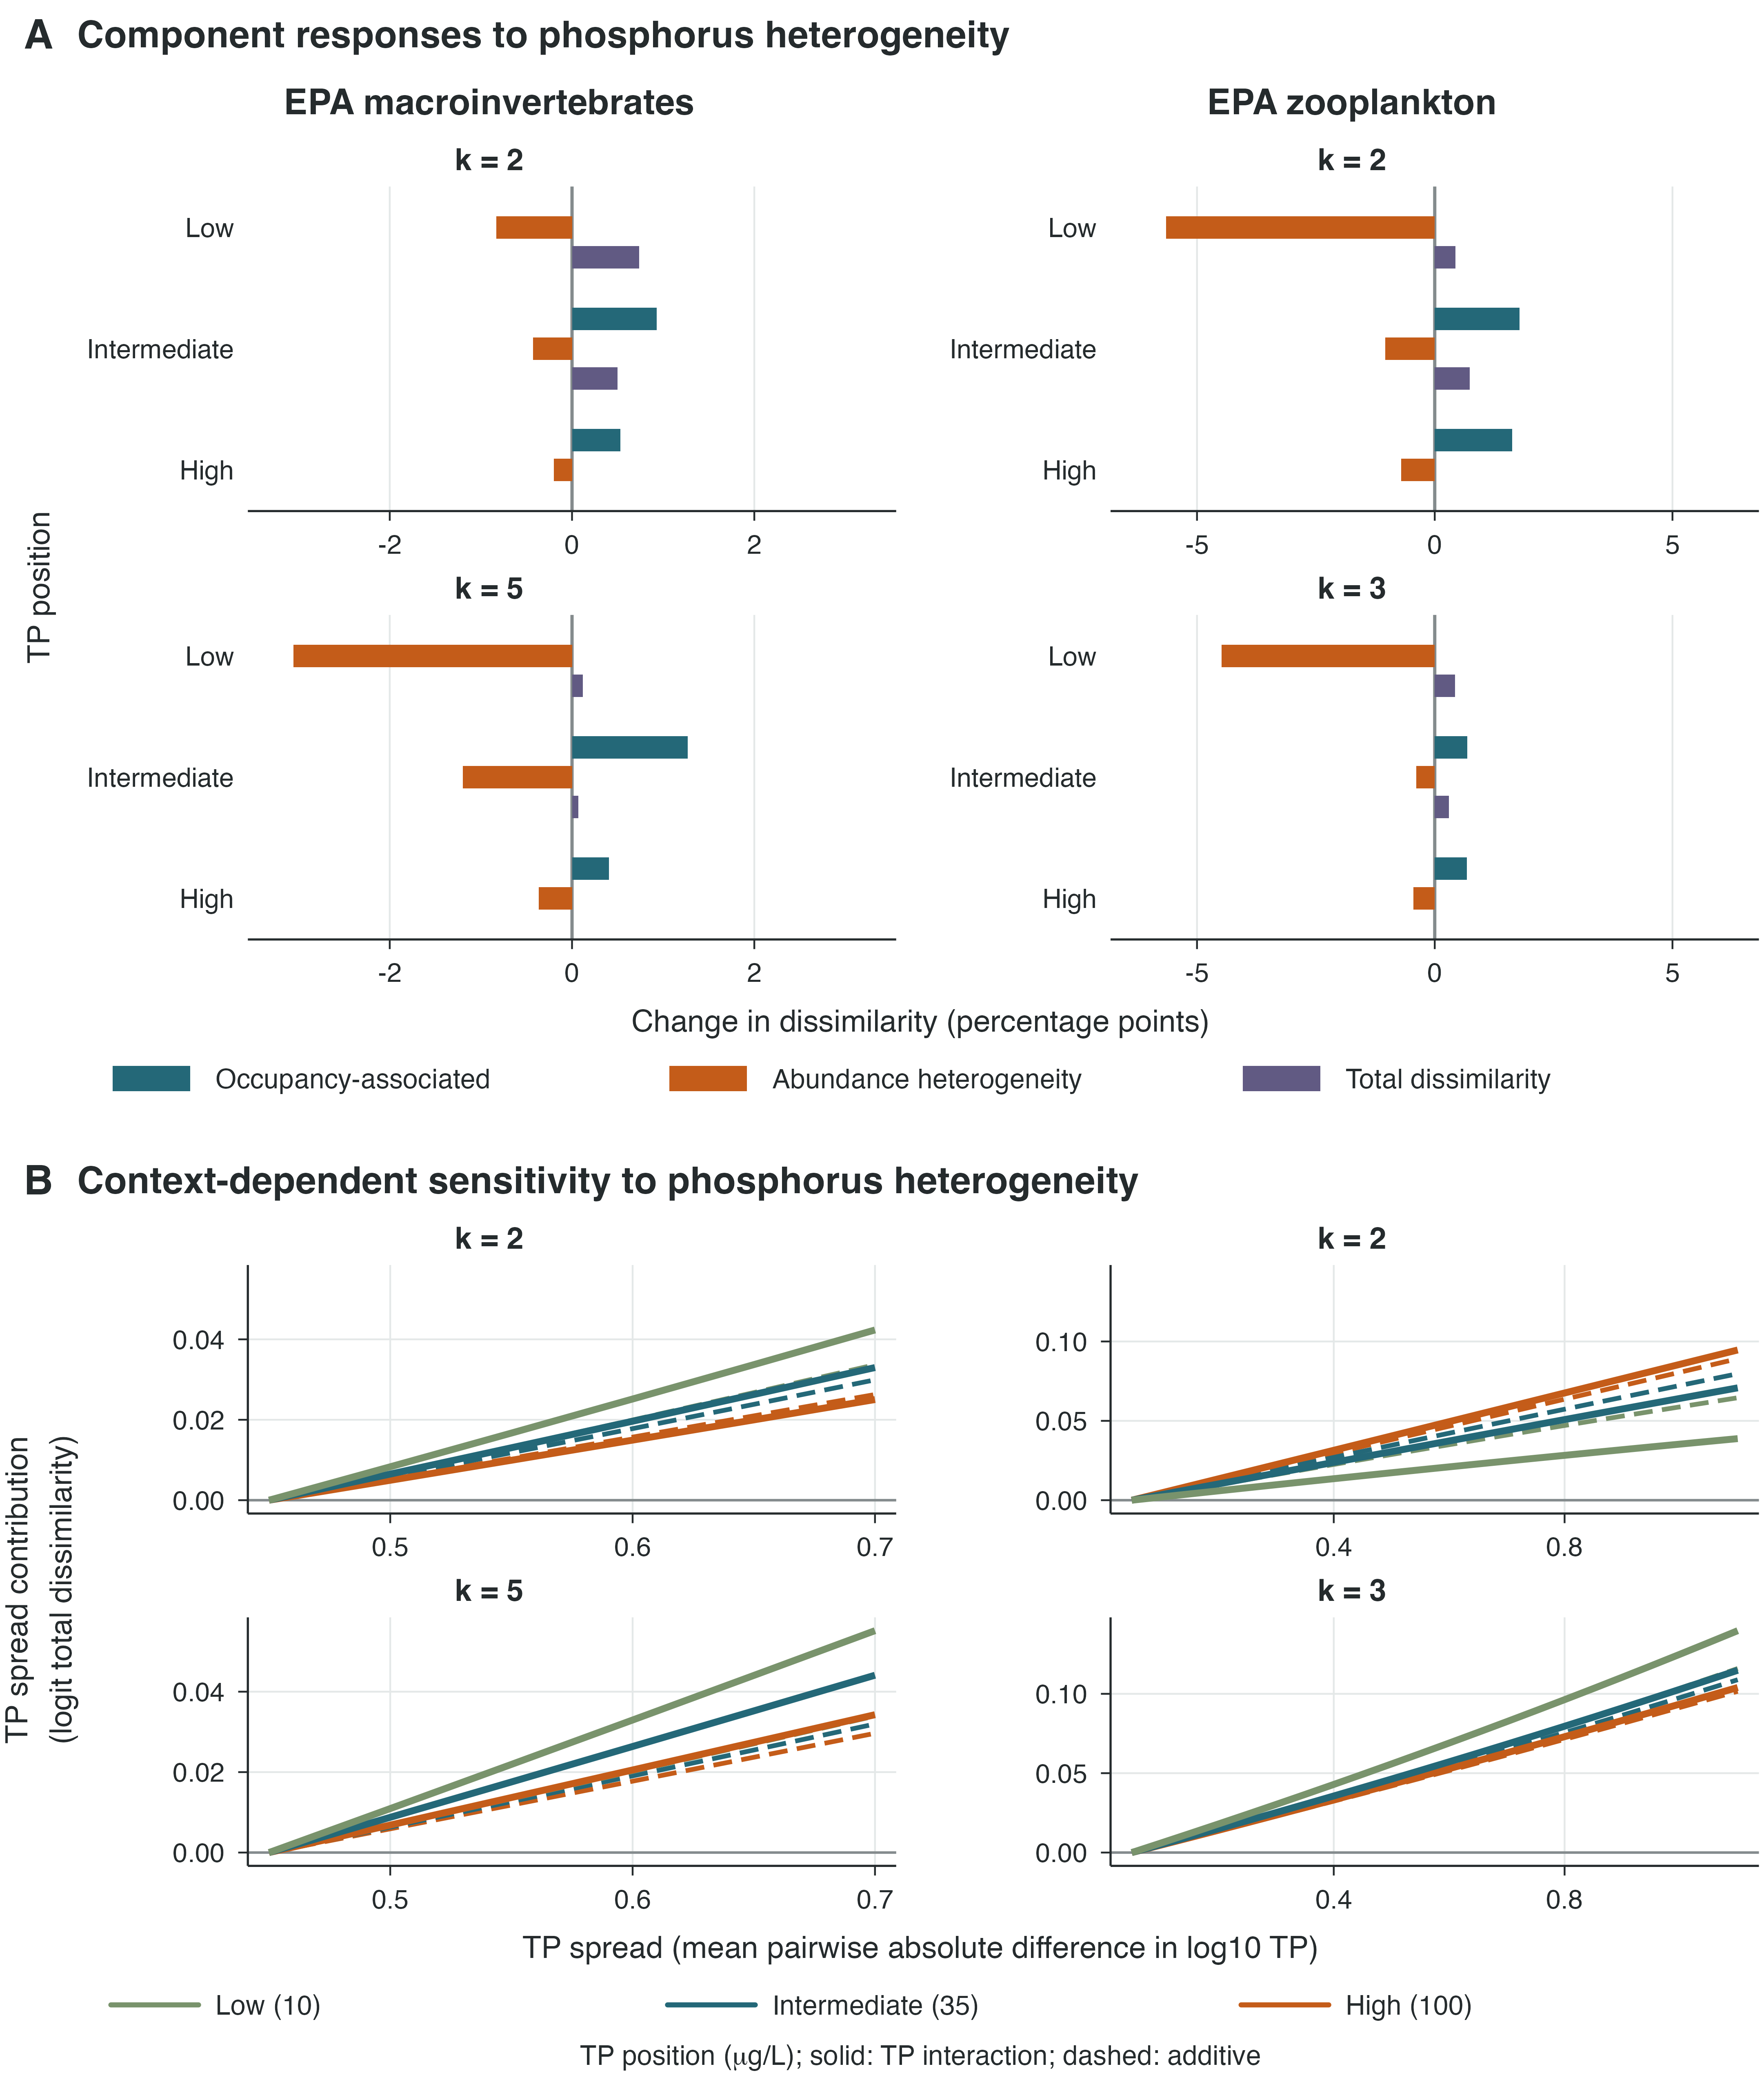 A Component responses to phosphorus heterogeneity
EPA macroinvertebrates
EPA zooplankton
k = 2
k = 2
Low
Intermediate
High
-2
0
2
Low
Intermediate
High
-5
0
5
TP position
k = 5
k = 3
Low
Intermediate
High
-2
0
2
Low
Intermediate
High
-5
0
5
Change in dissimilarity (percentage points)
Occupancy-associated
Abundance heterogeneity
Total dissimilarity
B Context-dependent sensitivity to phosphorus heterogeneity
k = 2
k = 2
0.04
0.02
0.00
0.5
0.6
0.7
0.10
0.05
0.00
0.4
0.8
TP spread contribution
(logit total dissimilarity)
k = 5
k = 3
0.04
0.02
0.00
0.5
0.6
0.7
0.10
0.05
0.00
0.4
0.8
TP spread (mean pairwise absolute difference in log10 TP)
Low (10)
Intermediate (35)
High (100)
TP position (μg/L); solid: TP interaction; dashed: additive